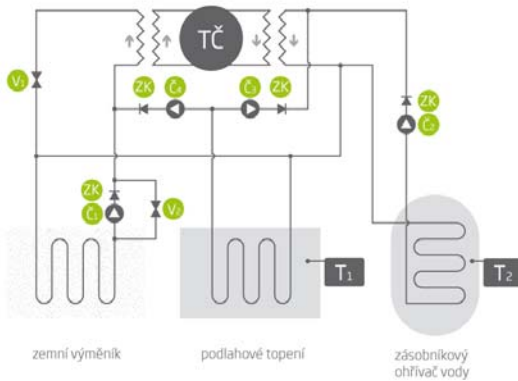 TČ
V1
ZK Č4 Č3 ZK
ZK
Č2
ZK
Č1
V2
T1
T2
zemní výměník
podlahové topení
zásobníkový
ohřívač vody